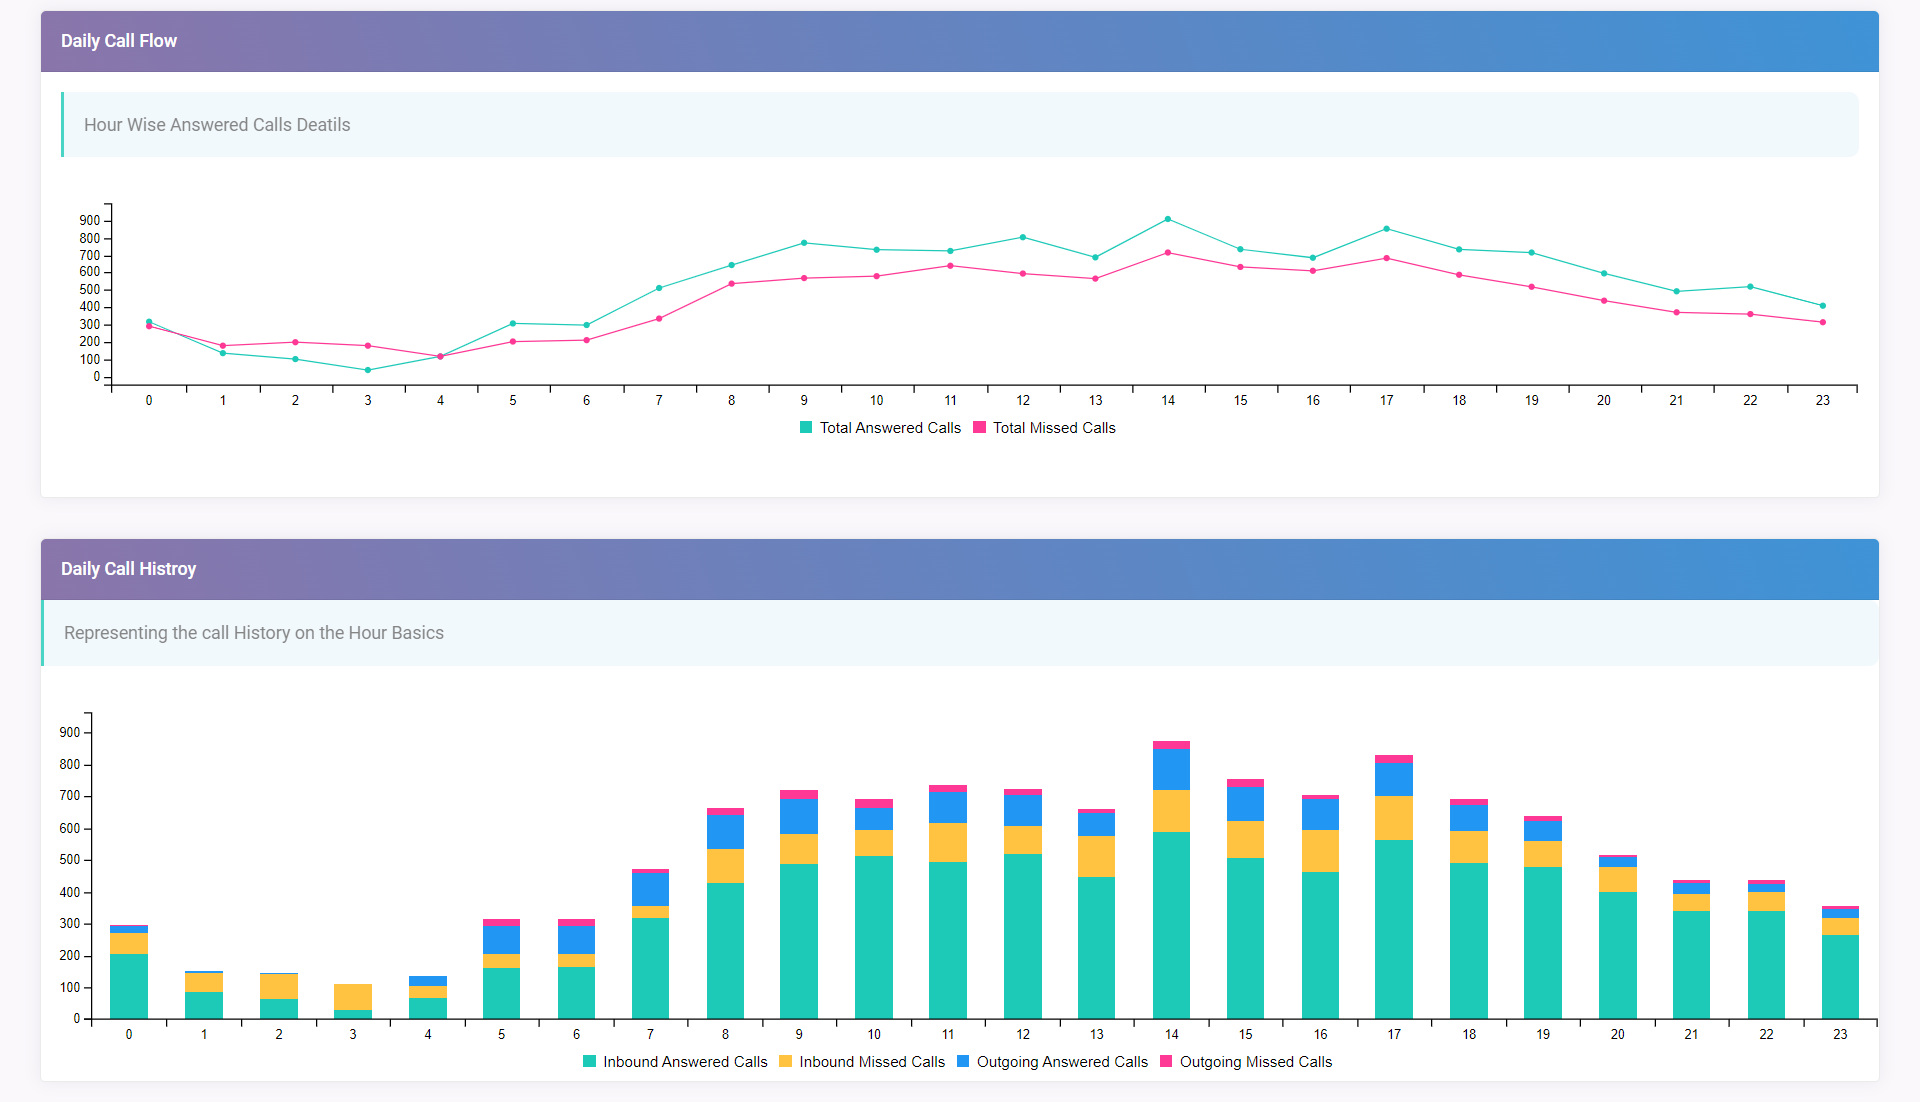 Daily Call Flow
Hour Wise Answered Calls Deatils
900
800
700
600
500
400
300
200
100
0
0 1 2 3 4 5 6 7 8 9 10 11 12 13 14 15 16 17 18 19 20 21 22 23
Total Answered Calls Total Missed Calls
Daily Call Histroy
Representing the call History on the Hour Basics
900
800
700
600
500
400
300
200
100
0
0 1 2 3 4 5 6 7 8 9 10 11 12 13 14 15 16 17 18 19 20 21 22 23
Inbound Answered Calls Inbound Missed Calls Outgoing Answered Calls Outgoing Missed Calls